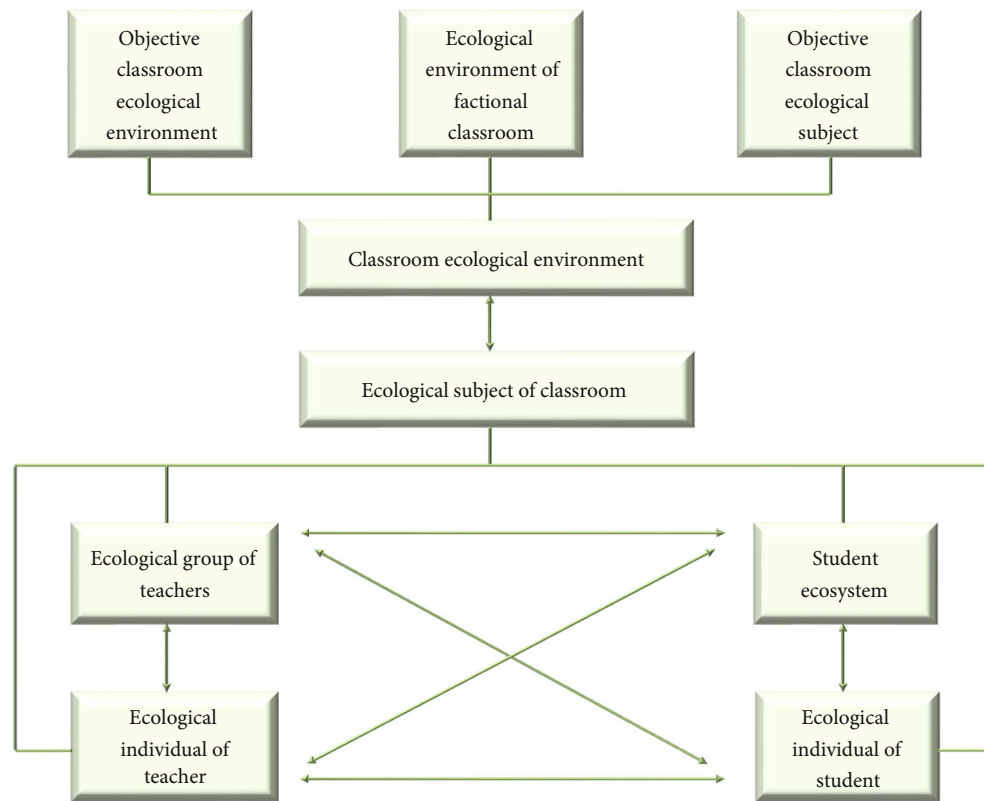 Objective
classroom
ecological
environment
Ecological
environment of
factional
classroom
Objective
classroom
ecological
subject
Classroom ecological environment
Ecological subject of classroom
Ecological group of
teachers
Student
ecosystem
Ecological
individual of
teacher
Ecological
individual of
student